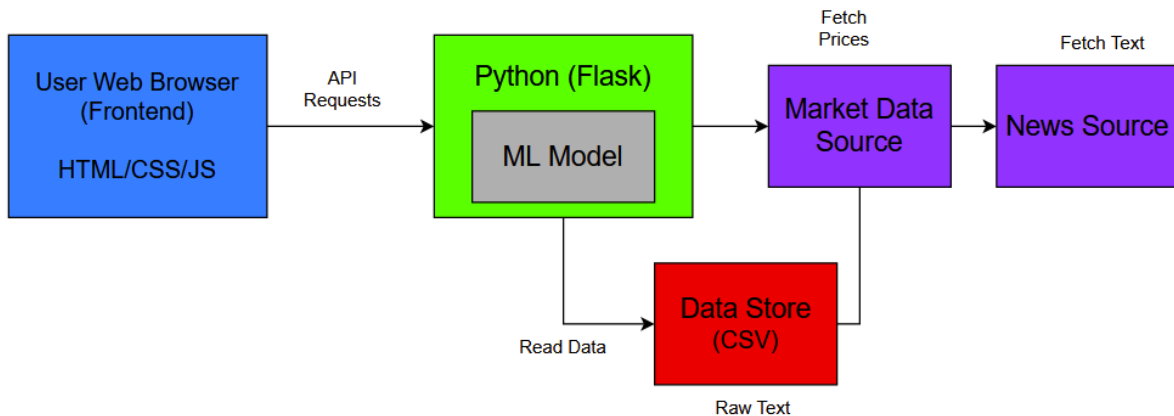 User Web Browser
(Frontend)
HTML/CSS/JS
API
Requests
Python (Flask)
ML Model
Fetch
Prices
Market Data
Source
Fetch Text
News Source
Read Data
Data Store
(CSV)
Raw Text